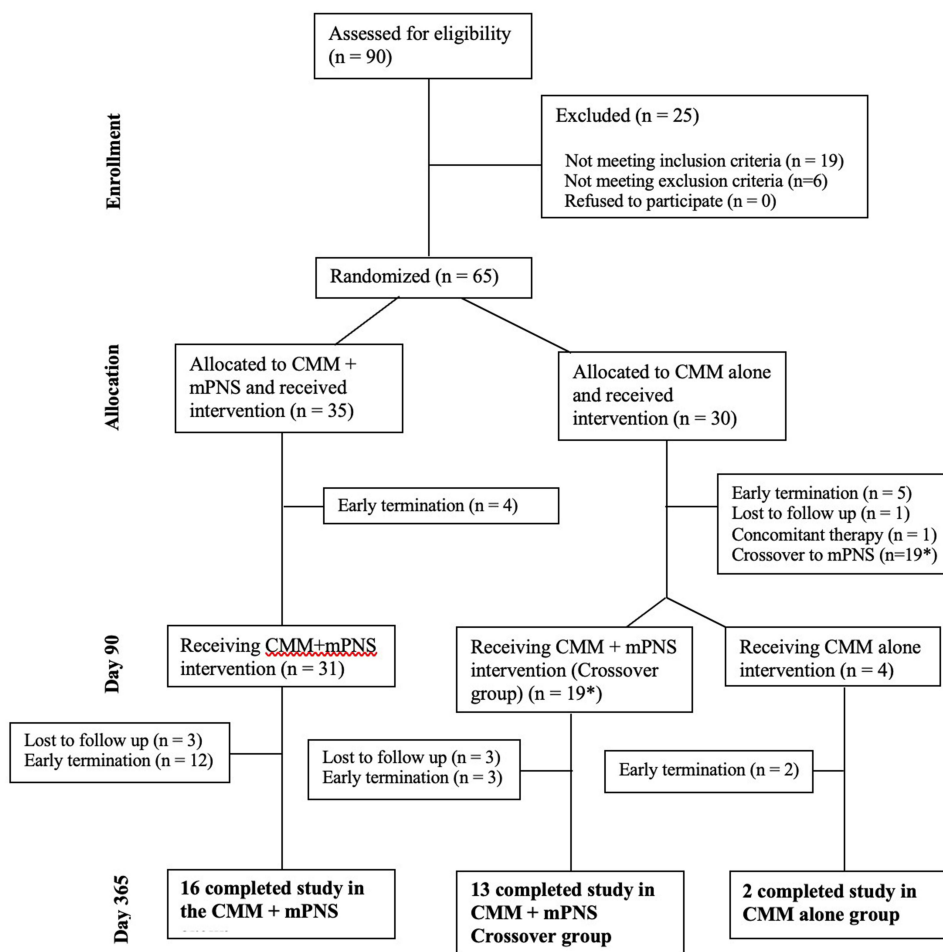 Assessed for eligibility
(n = 90)
Enrollment
Excluded (n = 25)
Not meeting inclusion criteria (n = 19)
Not meeting exclusion criteria (n=6)
Refused to participate (n = 0)
Randomized (n = 65)
Allocation
Allocated to CMM +
mPNS and received
intervention (n = 35)
Allocated to CMM alone
and received
intervention (n = 30)
Early termination (n = 4)
Early termination (n = 5)
Lost to follow up (n = 1)
Concomitant therapy (n = 1)
Crossover to mPNS (n=19*)
Day 90
Receiving CMM+mPNS
intervention (n = 31)
Receiving CMM + mPNS
intervention (Crossover
group) (n = 19*)
Receiving CMM alone
intervention (n = 4)
Lost to follow up (n = 3)
Early termination (n = 12)
Lost to follow up (n = 3)
Early termination (n = 3)
Early termination (n = 2)
Day 365
16 completed study in
the CMM + mPNS
13 completed study in
CMM + mPNS
Crossover group
2 completed study in
CMM alone group